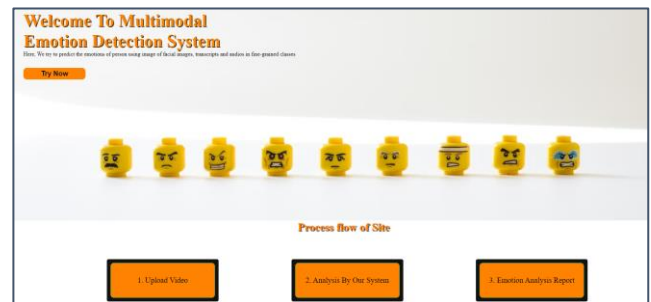 Welcome To Multimodal
Emotion Detection System
Here, We try to predict the emotions of person using image of facial images, transcripts and audios in fine-grained classes
Try Now
Process flow of Site
1. Upload Video
2. Analysis By Our System
3. Emotion Analysis Report